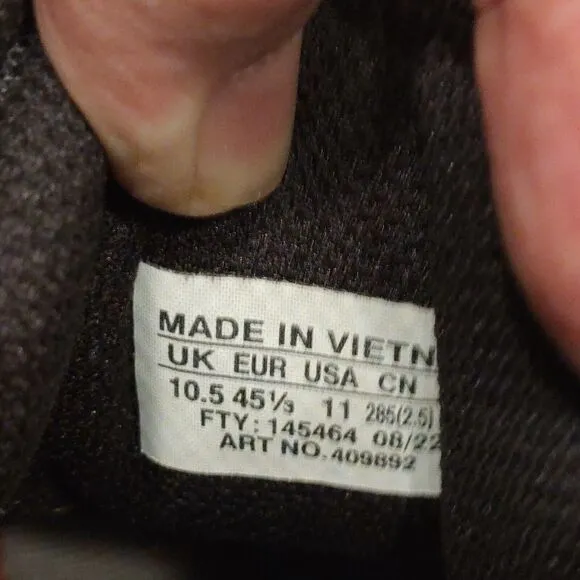 MADE IN VIETN
UK EUR USA CN
10.5 45⅓ 11 285(2.5)
FTY: 145464 08/22
ART NO. 409892